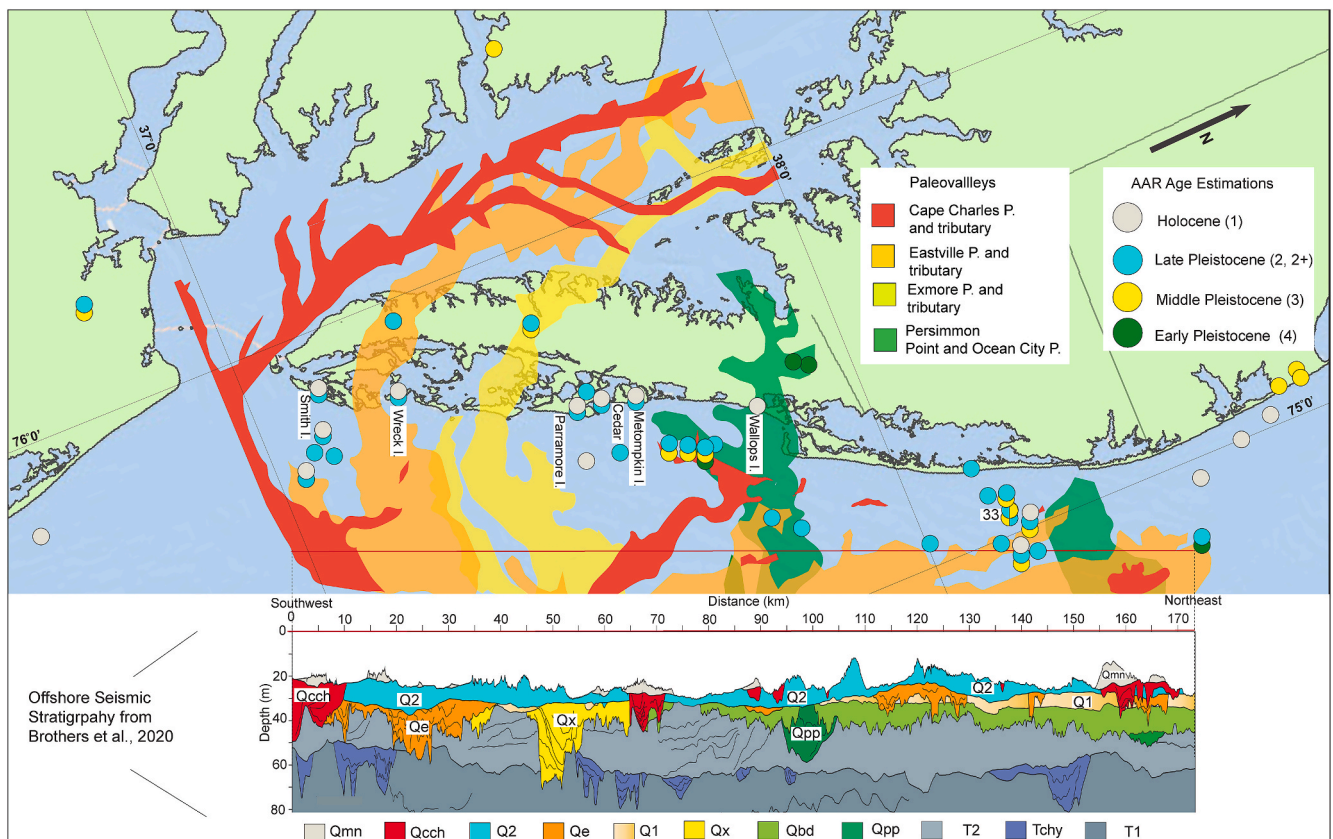 37°0'
38°0'
N
76°0'
75°0'
Paleovallleys
Cape Charles P.
and tributary
Eastville P. and
tributary
Exmore P. and
tributary
Persimmon
Point and Ocean City P.
AAR Age Estimations
Holocene (1)
Late Pleistocene (2, 2+)
Middle Pleistocene (3)
Early Pleistocene (4)
Smith I.
Wreck I.
Parramore I.
Cedar I.
Metompkin I.
Wallops I.
33
Southwest
Distance (km)
Northeast
0 10 20 30 40 50 60 70 80 90 100 110 120 130 140 150 160 170
Offshore Seismic
Stratigrpahy from
Brothers et al., 2020
Depth (m)
0
20
40
60
80
Qcch
Q2
Qe
Qx
Q2
Qpp
Q2
Q1
Qmn
Qmn Qcch Q2 Qe Q1 Qx Qbd Qpp T2 Tchy T1